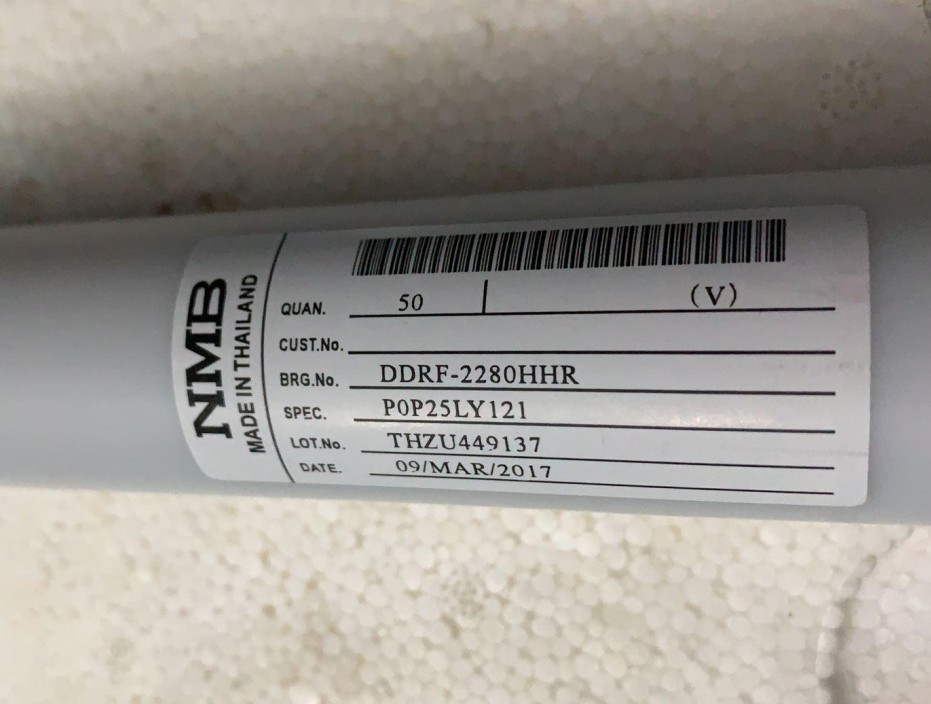 NMB
MADE IN THAILAND
QUAN. 50 (V)
CUST.No.
BRG.No. DDRF-2280HHR
SPEC. P0P25LY121
LOT.No. THZU449137
DATE. 09/MAR/2017